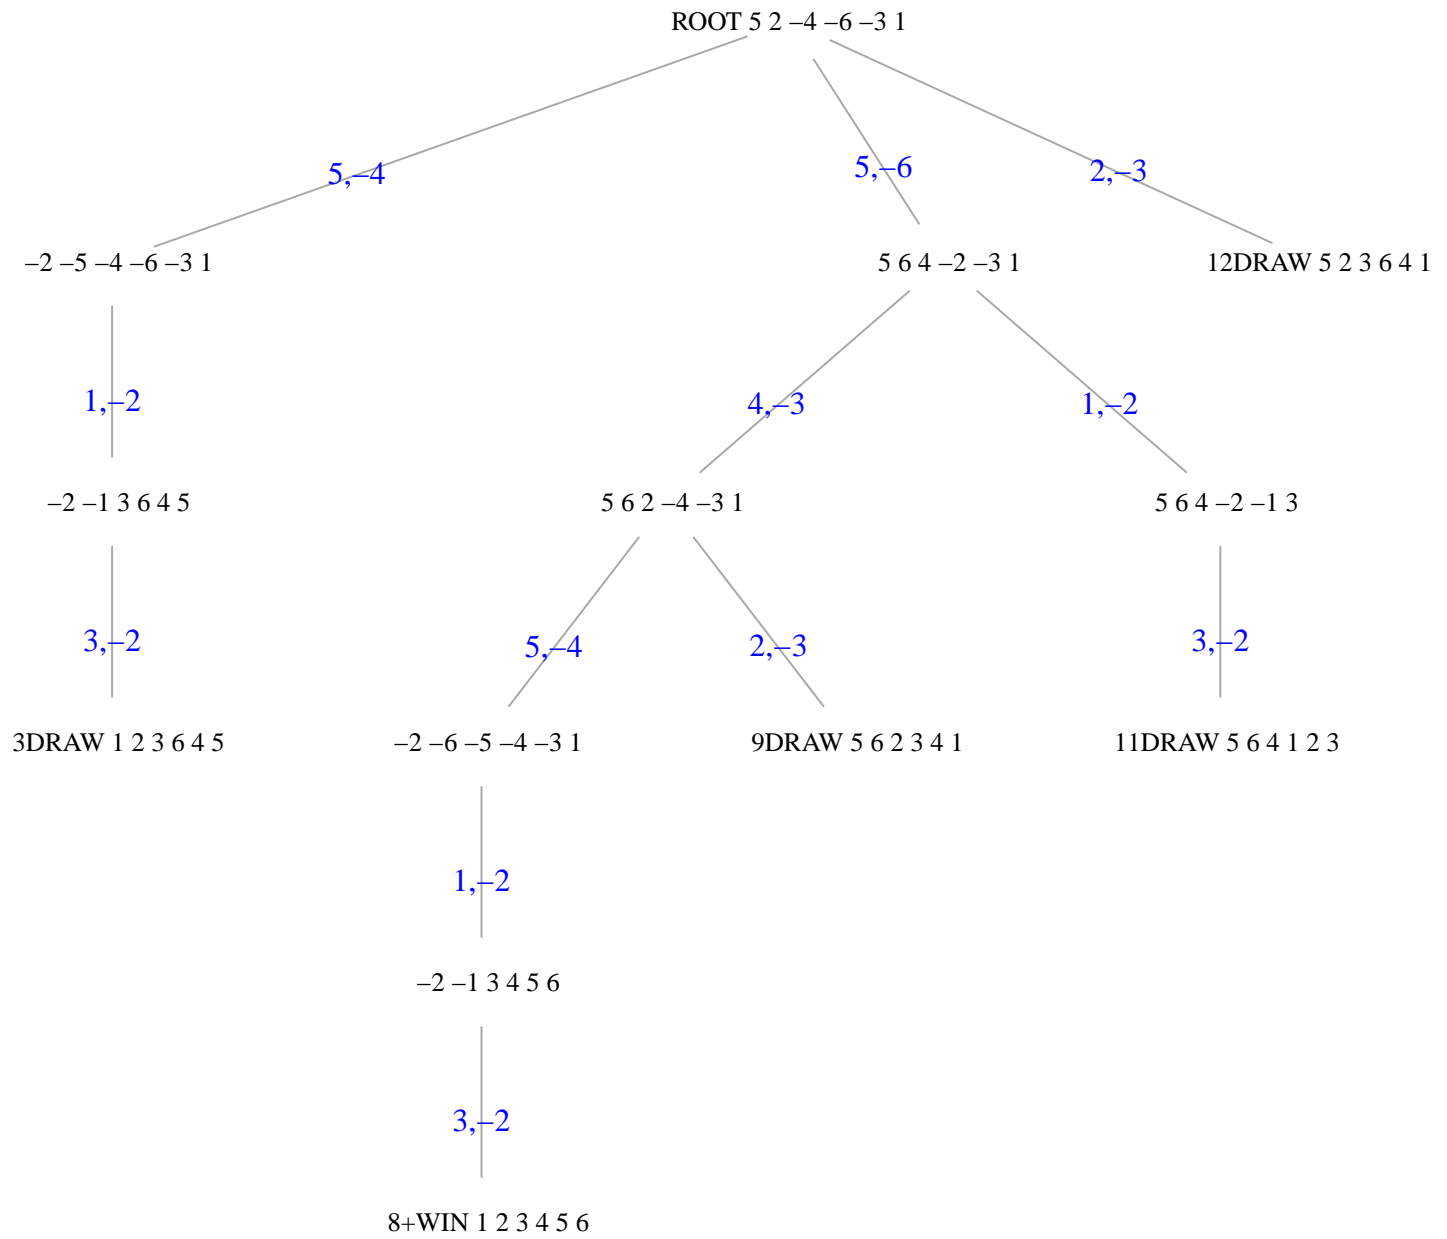 ROOT 5 2 –4 –6 –3 1
5,–4
5,–6
2,–3
–2 –5 –4 –6 –3 1
5 6 4 –2 –3 1
12DRAW 5 2 3 6 4 1
1,–2
4,–3
1,–2
–2 –1 3 6 4 5
5 6 2 –4 –3 1
5 6 4 –2 –1 3
3,–2
5,–4
2,–3
3,–2
3DRAW 1 2 3 6 4 5
–2 –6 –5 –4 –3 1
9DRAW 5 6 2 3 4 1
11DRAW 5 6 4 1 2 3
1,–2
–2 –1 3 4 5 6
3,–2
8+WIN 1 2 3 4 5 6